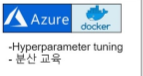 Azure
docker
-Hyperparameter tuning
- 분산 교육